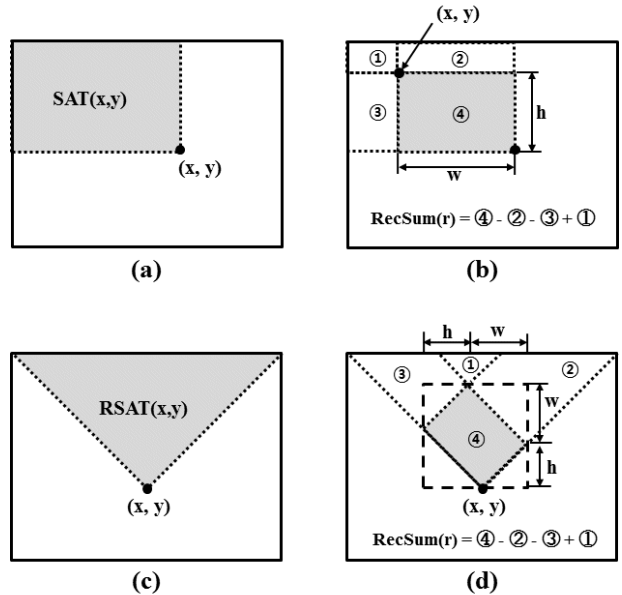 SAT(x,y)
(x, y)
(a)
(x, y)
① ②
③ ④
h
w
RecSum(r) = ④ - ② - ③ + ①
(b)
RSAT(x,y)
(x, y)
(c)
h w
① ②
③
④
w
h
(x, y)
RecSum(r) = ④ - ② - ③ + ①
(d)